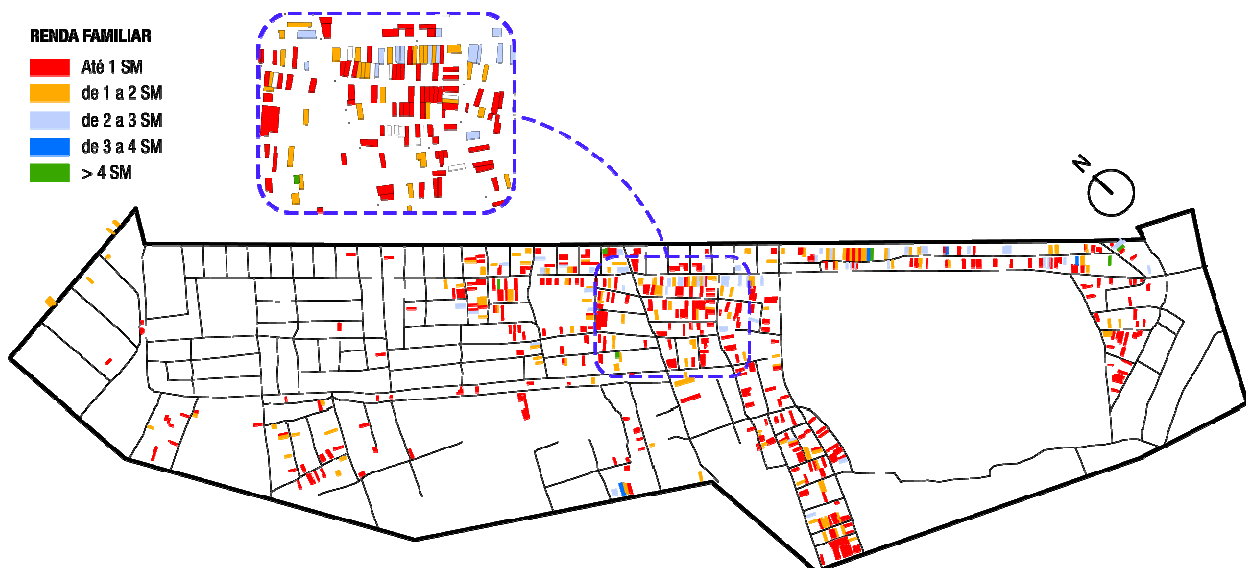 RENDA FAMILIAR
Até 1 SM
de 1 a 2 SM
de 2 a 3 SM
de 3 a 4 SM
> 4 SM
N